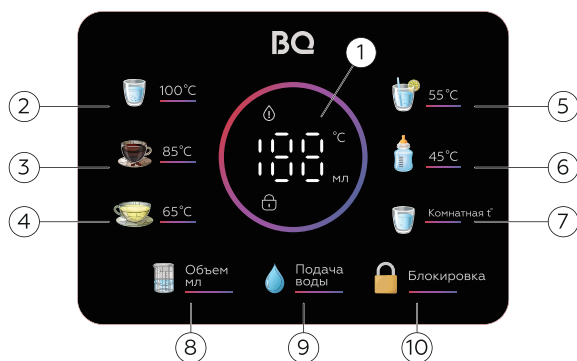 BQ
1
2
100°C
55°C
5
°C
188
3
85°C
45°C
6
мл
4
65°C
Комнатная t°
7
Объем
мл
Подача
воды
Блокировка
8
9
10